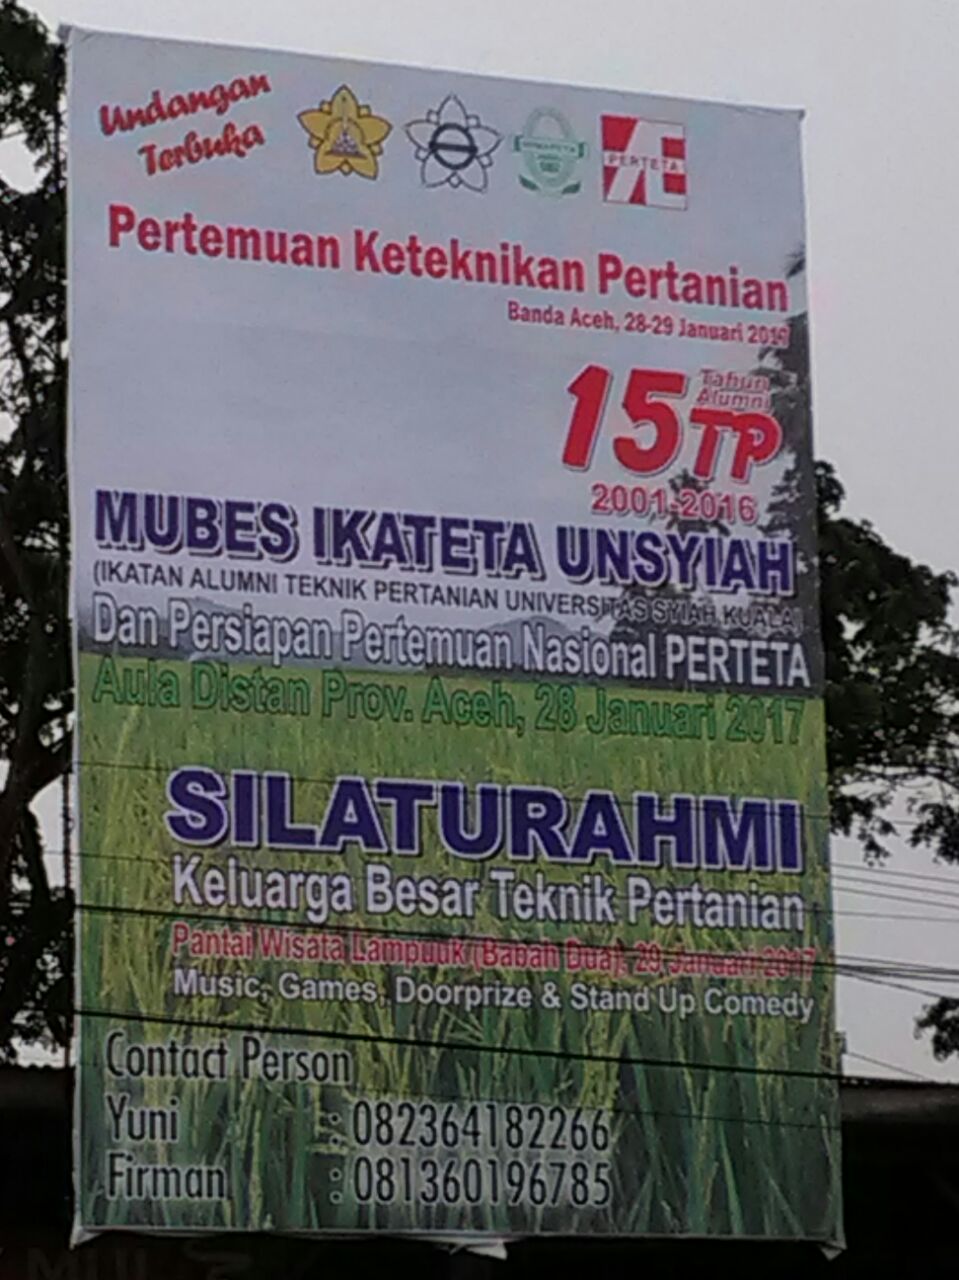 Undangan
Terbuka
HIMATETA
PERTETA
Pertemuan Keteknikan Pertanian
Banda Aceh, 28-29 Januari 2017
15 Tahun
Alumni
TP
2001-2016
MUBES IKATETA UNSYIAH
(IKATAN ALUMNI TEKNIK PERTANIAN UNIVERSITAS SYIAH KUALA)
Dan Persiapan Pertemuan Nasional PERTETA
Aula Distan Prov. Aceh, 28 Januari 2017
SILATURAHMI
Keluarga Besar Teknik Pertanian
Pantai Wisata Lampuuk (Babah Dua), 29 Januari 2017
Music, Games, Doorprize & Stand Up Comedy
Contact Person
Yuni : 082364182266
Firman : 081360196785